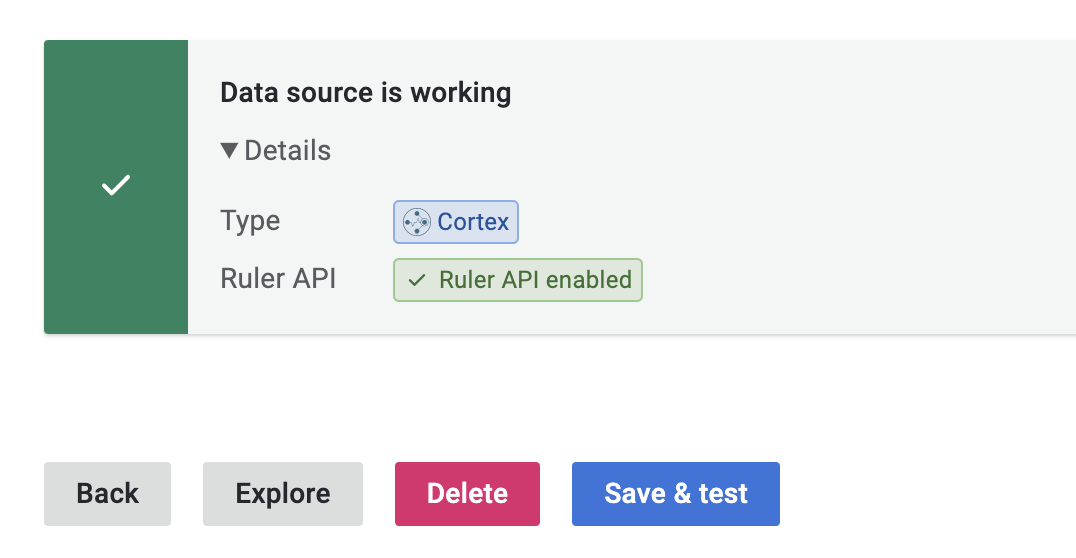 Data source is working
Details
Type Cortex
Ruler API Ruler API enabled
Back Explore Delete Save & test